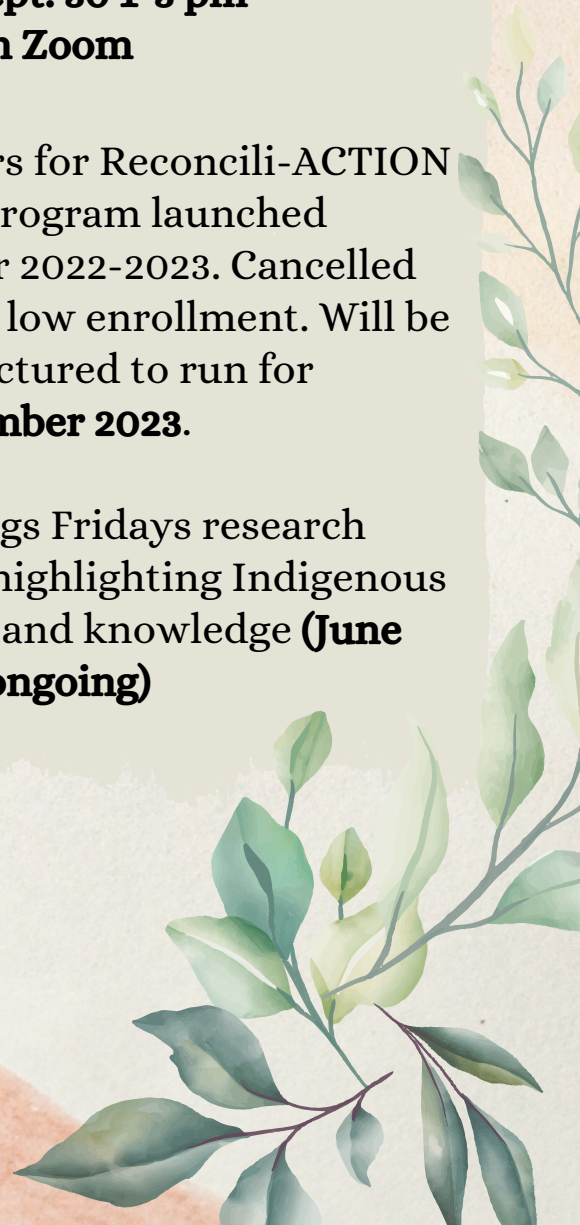 pm
Zoom
for Reconcili-ACTION
rogram launched
2022-2023. Cancelled
low enrollment. Will be
ctured to run for
mber 2023.
gs Fridays research
highlighting Indigenous
and knowledge (June
ongoing)